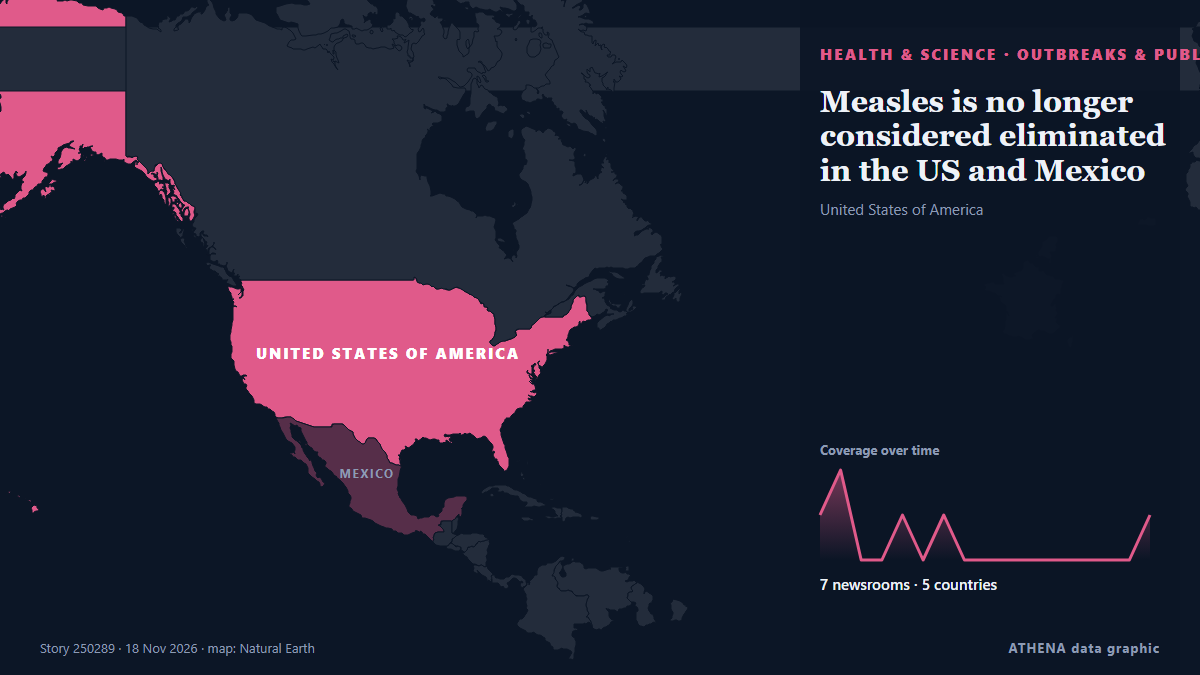 HEALTH & SCIENCE · OUTBREAKS & PUBL
Measles is no longer
considered eliminated
in the US and Mexico
United States of America
UNITED STATES OF AMERICA
MEXICO
Coverage over time
7 newsrooms · 5 countries
Story 250289 · 18 Nov 2026 · map: Natural Earth
ATHENA data graphic